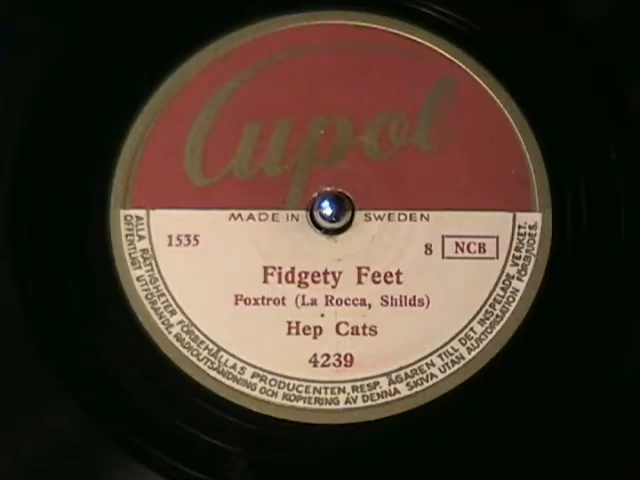 Cupol
MADE IN SWEDEN
1535
8 NCB
Fidgety Feet
Foxtrot (La Rocca, Shilds)
Hep Cats
4239
ALLA RÄTTIGHETER FÖRBEHÅLLAS PRODUCENTEN, RESP. ÄGAREN TILL DET INSPELADE VERKET.
OFFENTLIGT UTFÖRANDE, RADIOUTSÄNDNING OCH KOPIERING AV DENNA SKIVA UTAN AUKTORISATION FÖRBJUDES.